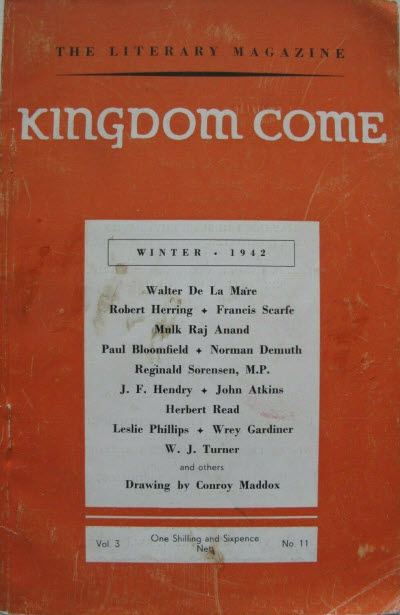 THE LITERARY MAGAZINE
KINGDOM COME
WINTER • 1942
Walter De La Mare
Robert Herring ✦ Francis Scarfe
Mulk Raj Anand
Paul Bloomfield ✦ Norman Demuth
Reginald Sorensen, M.P.
J. F. Hendry ✦ John Atkins
Herbert Read
Leslie Phillips ✦ Wrey Gardiner
W. J. Turner
and others
Drawing by Conroy Maddox
Vol. 3 One Shilling and Sixpence No. 11
Nett